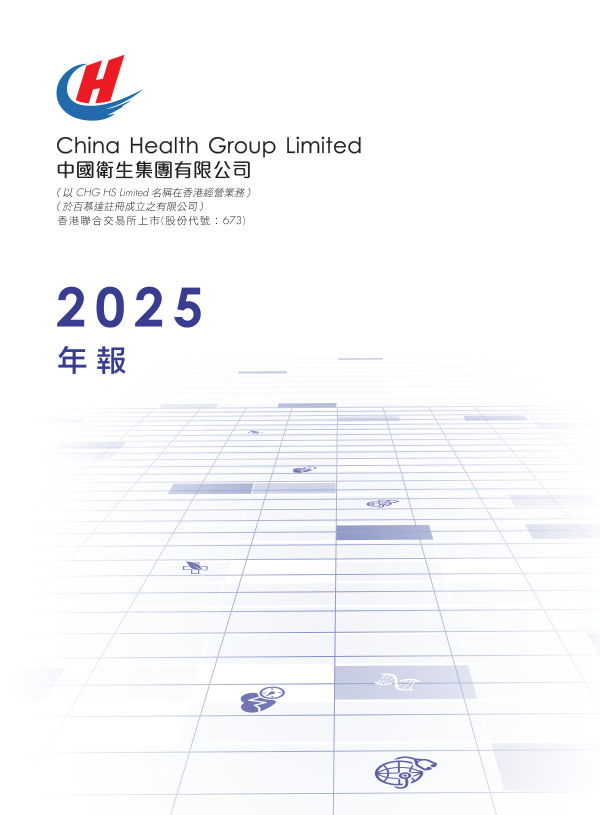 CH
China Health Group Limited
中國衛生集團有限公司
（以 CHG HS Limited 名稱在香港經營業務）
（於百慕達註冊成立之有限公司）
香港聯合交易所上市(股份代號：673)
2025
年報